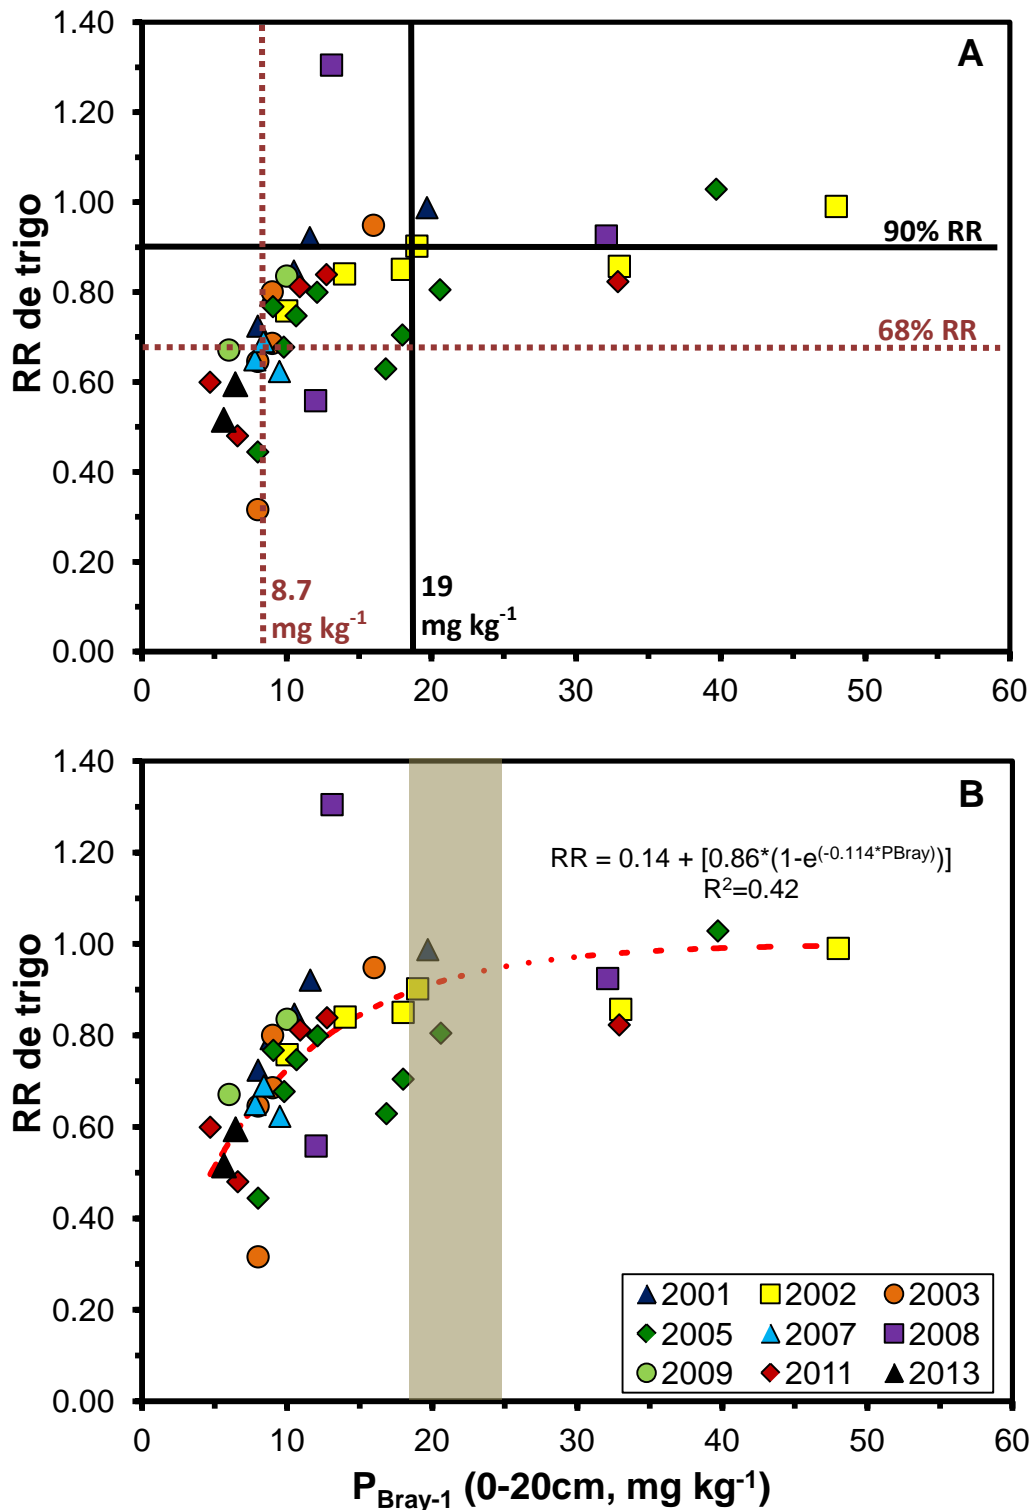 1.40
A
1.20
1.00
90% RR
0.80
68% RR
0.60
0.40
0.20
8.7
mg kg⁻¹
19
mg kg⁻¹
0.00
RR de trigo
0 10 20 30 40 50 60
1.40
B
1.20
RR = 0.14 + [0.86*(1-e^(-0.114*PBray))]
R²=0.42
1.00
0.80
0.60
0.40
0.20
0.00
RR de trigo
2001 2002 2003
2005 2007 2008
2009 2011 2013
0 10 20 30 40 50 60
P_Bray-1 (0-20cm, mg kg⁻¹)